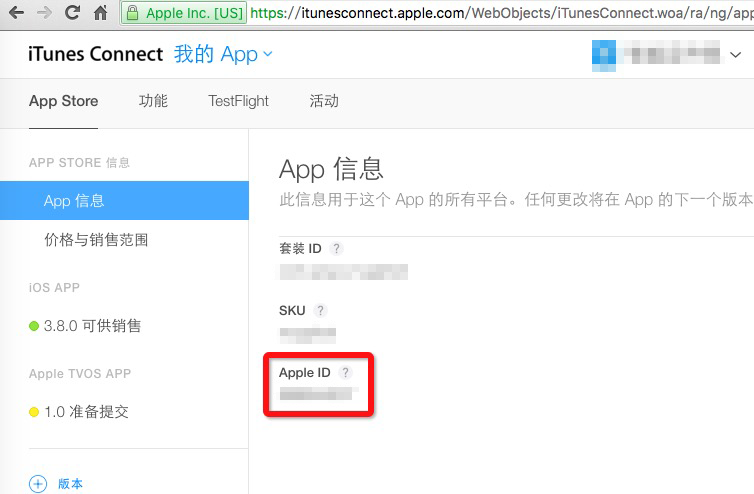 Apple Inc. [US] https://itunesconnect.apple.com/WebObjects/iTunesConnect.woa/ra/ng/app
iTunes Connect 我的 App
App Store 功能 TestFlight 活动
APP STORE 信息
App 信息
价格与销售范围
iOS APP
3.8.0 可供销售
Apple TVOS APP
1.0 准备提交
版本
App 信息
此信息用于这个 App 的所有平台。任何更改将在 App 的下一个版本
套装 ID ?
SKU ?
Apple ID ?